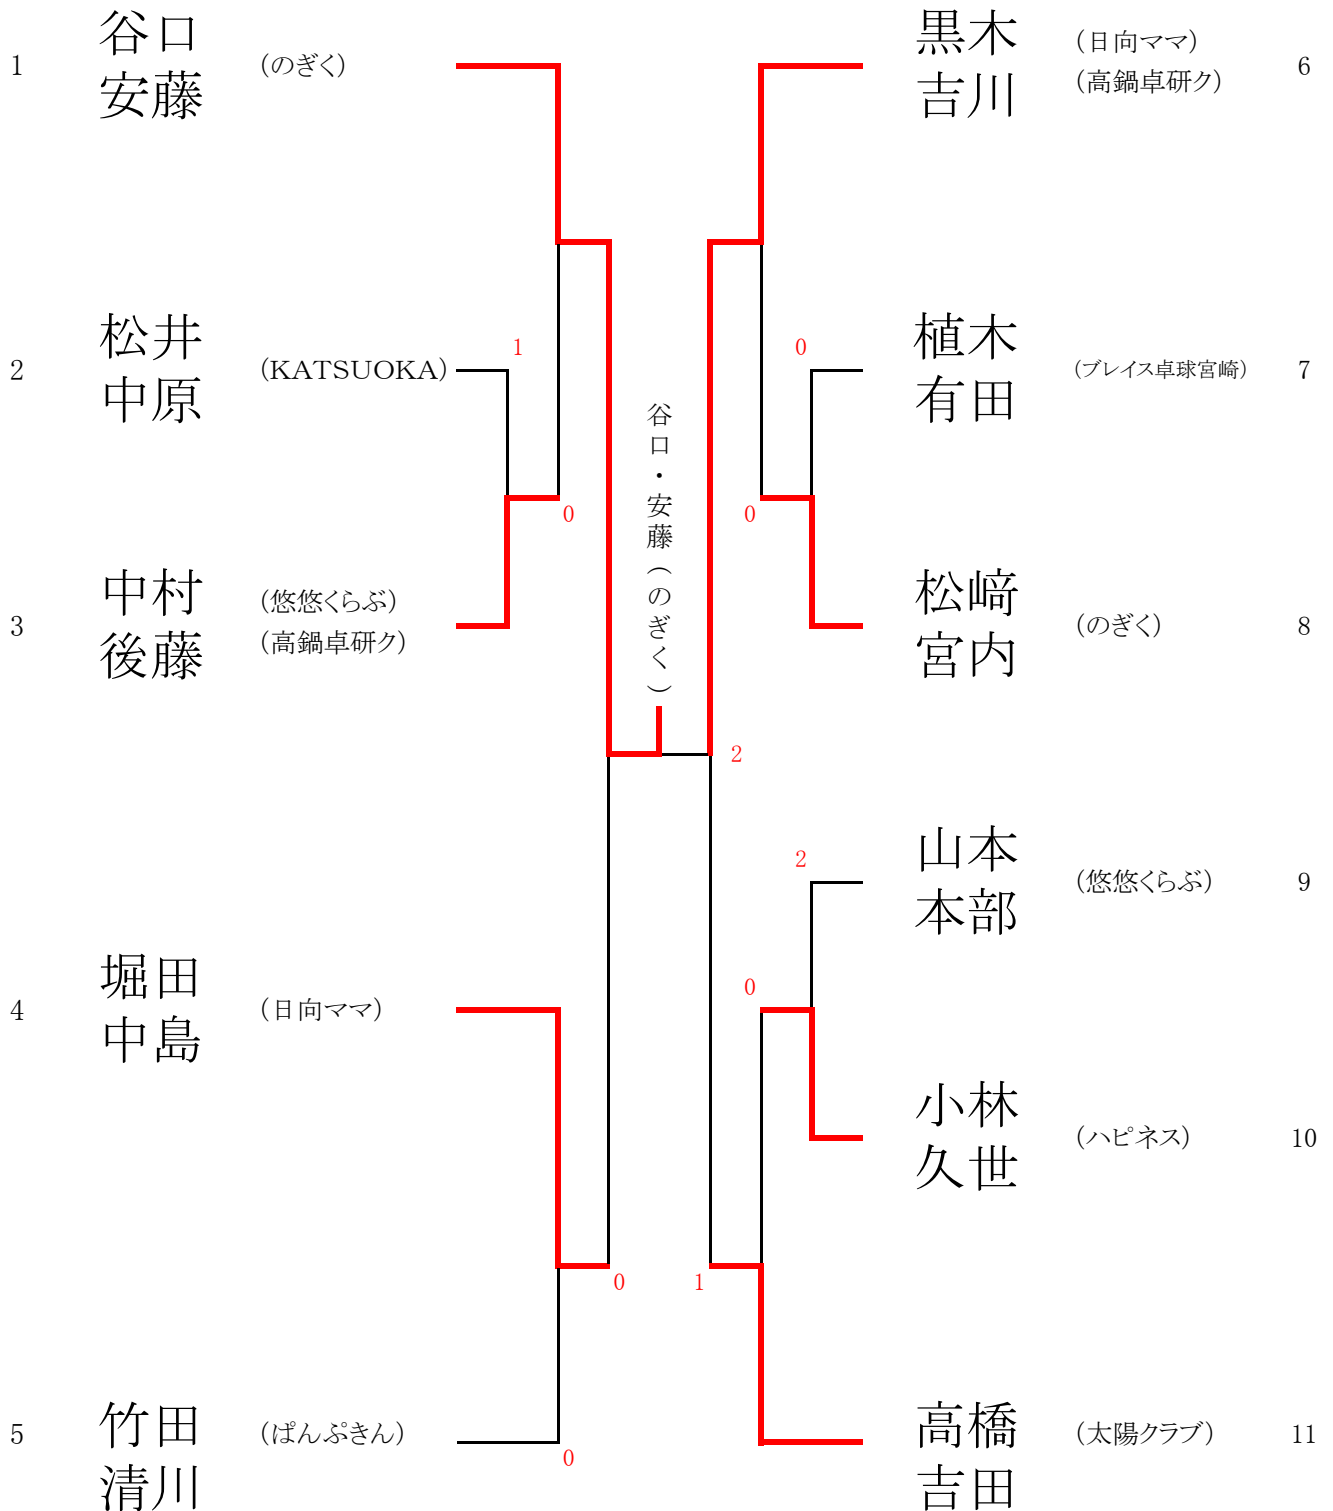 1
谷口
安藤
(のぎく)
2
松井
中原
(KATSUOKA)
1
3
中村
後藤
(悠悠くらぶ)
(高鍋卓研ク)
0
4
堀田
中島
(日向ママ)
0
5
竹田
清川
(ぱんぷきん)
0
谷口・安藤(のぎく)
2
黒木
吉川
(日向ママ)
(高鍋卓研ク)
6
0
植木
有田
(ブレイス卓球宮崎)
7
0
松﨑
宮内
(のぎく)
8
2
山本
本部
(悠悠くらぶ)
9
0
小林
久世
(ハピネス)
10
1
高橋
吉田
(太陽クラブ)
11